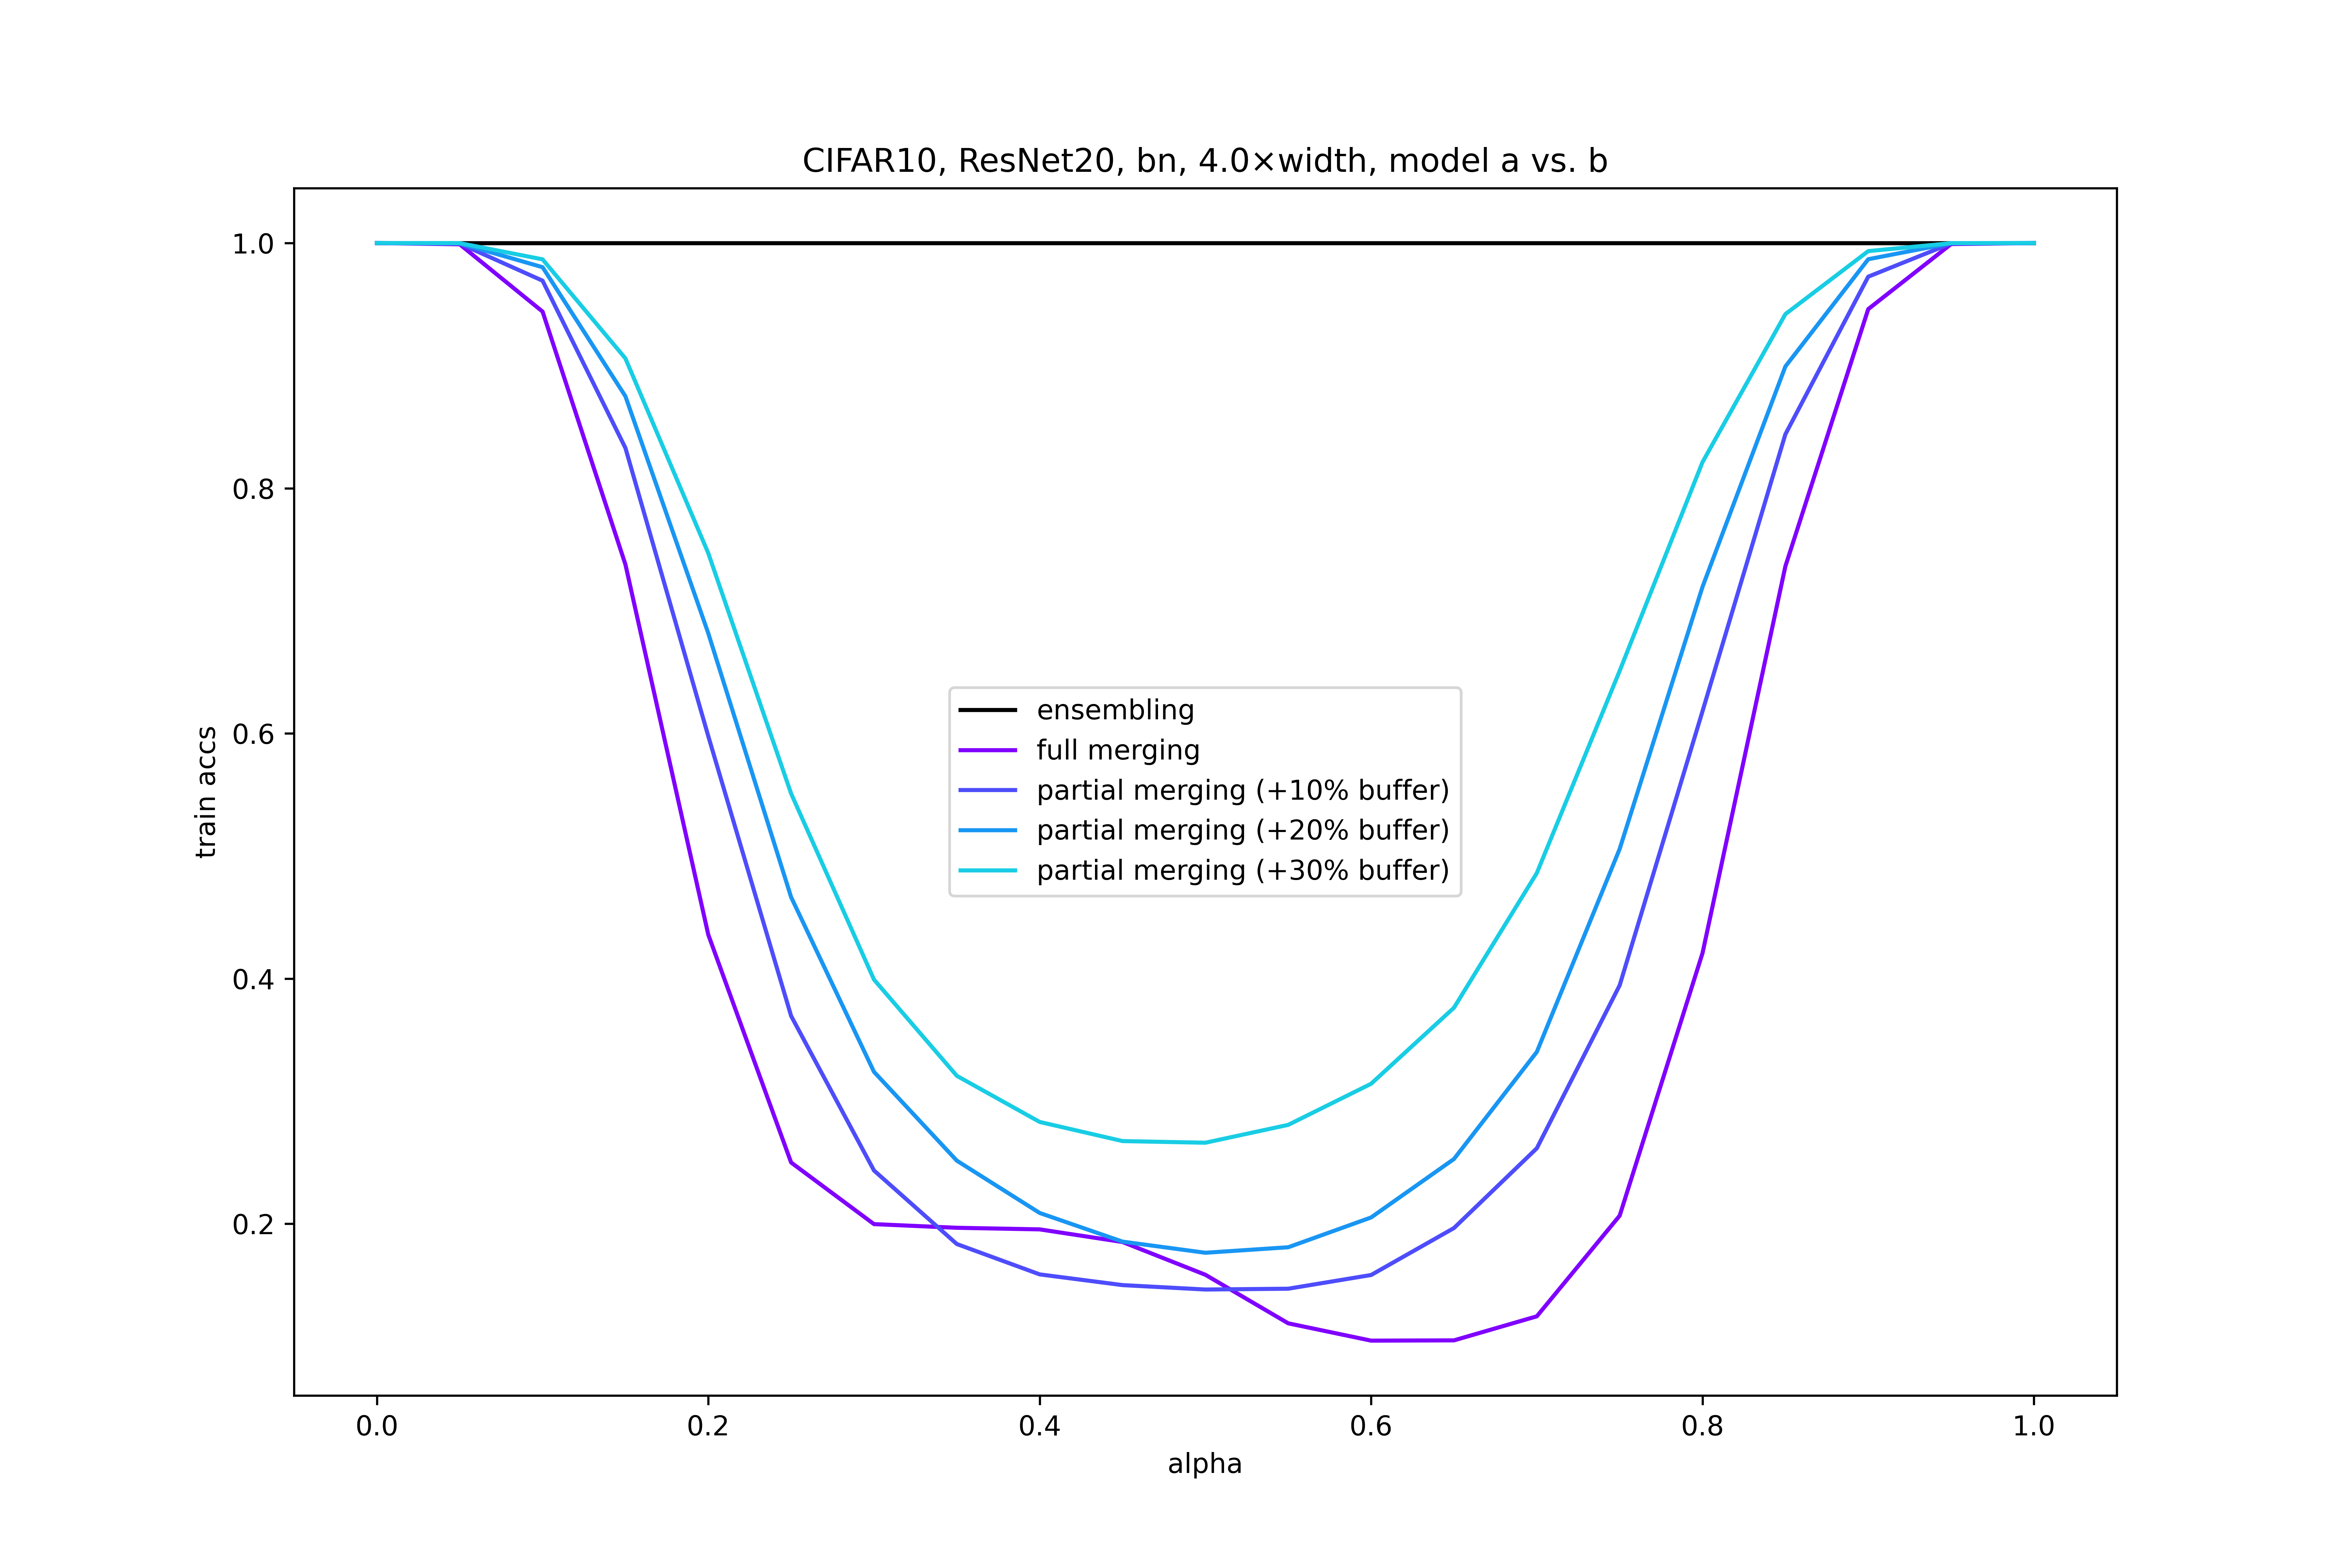 CIFAR10, ResNet20, bn, 4.0×width, model a vs. b
1.0
0.8
0.6
0.4
0.2
train accs
ensembling
full merging
partial merging (+10% buffer)
partial merging (+20% buffer)
partial merging (+30% buffer)
0.0 0.2 0.4 0.6 0.8 1.0
alpha